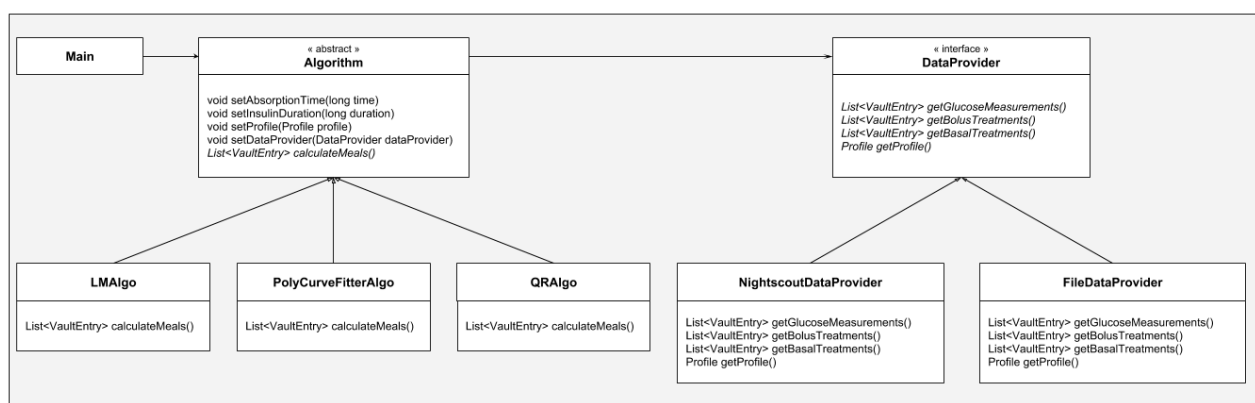 Main
« abstract »
Algorithm
void setAbsorptionTime(long time)
void setInsulinDuration(long duration)
void setProfile(Profile profile)
void setDataProvider(DataProvider dataProvider)
List<VaultEntry> calculateMeals()
« interface »
DataProvider
List<VaultEntry> getGlucoseMeasurements()
List<VaultEntry> getBolusTreatments()
List<VaultEntry> getBasalTreatments()
Profile getProfile()
LMAlgo
List<VaultEntry> calculateMeals()
PolyCurveFitterAlgo
List<VaultEntry> calculateMeals()
QRAlgo
List<VaultEntry> calculateMeals()
NightscoutDataProvider
List<VaultEntry> getGlucoseMeasurements()
List<VaultEntry> getBolusTreatments()
List<VaultEntry> getBasalTreatments()
Profile getProfile()
FileDataProvider
List<VaultEntry> getGlucoseMeasurements()
List<VaultEntry> getBolusTreatments()
List<VaultEntry> getBasalTreatments()
Profile getProfile()